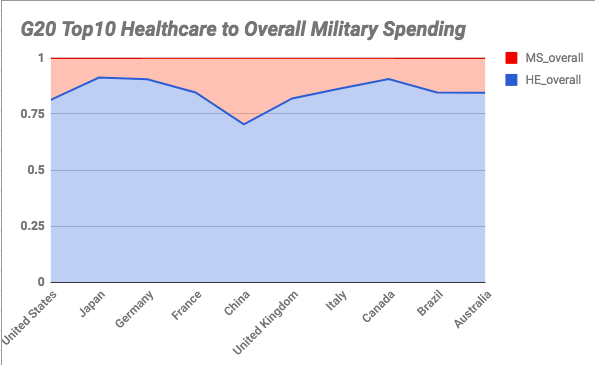 G20 Top10 Healthcare to Overall Military Spending
MS_overall
HE_overall
1
0.75
0.5
0.25
0
United States
Japan
Germany
France
China
United Kingdom
Italy
Canada
Brazil
Australia